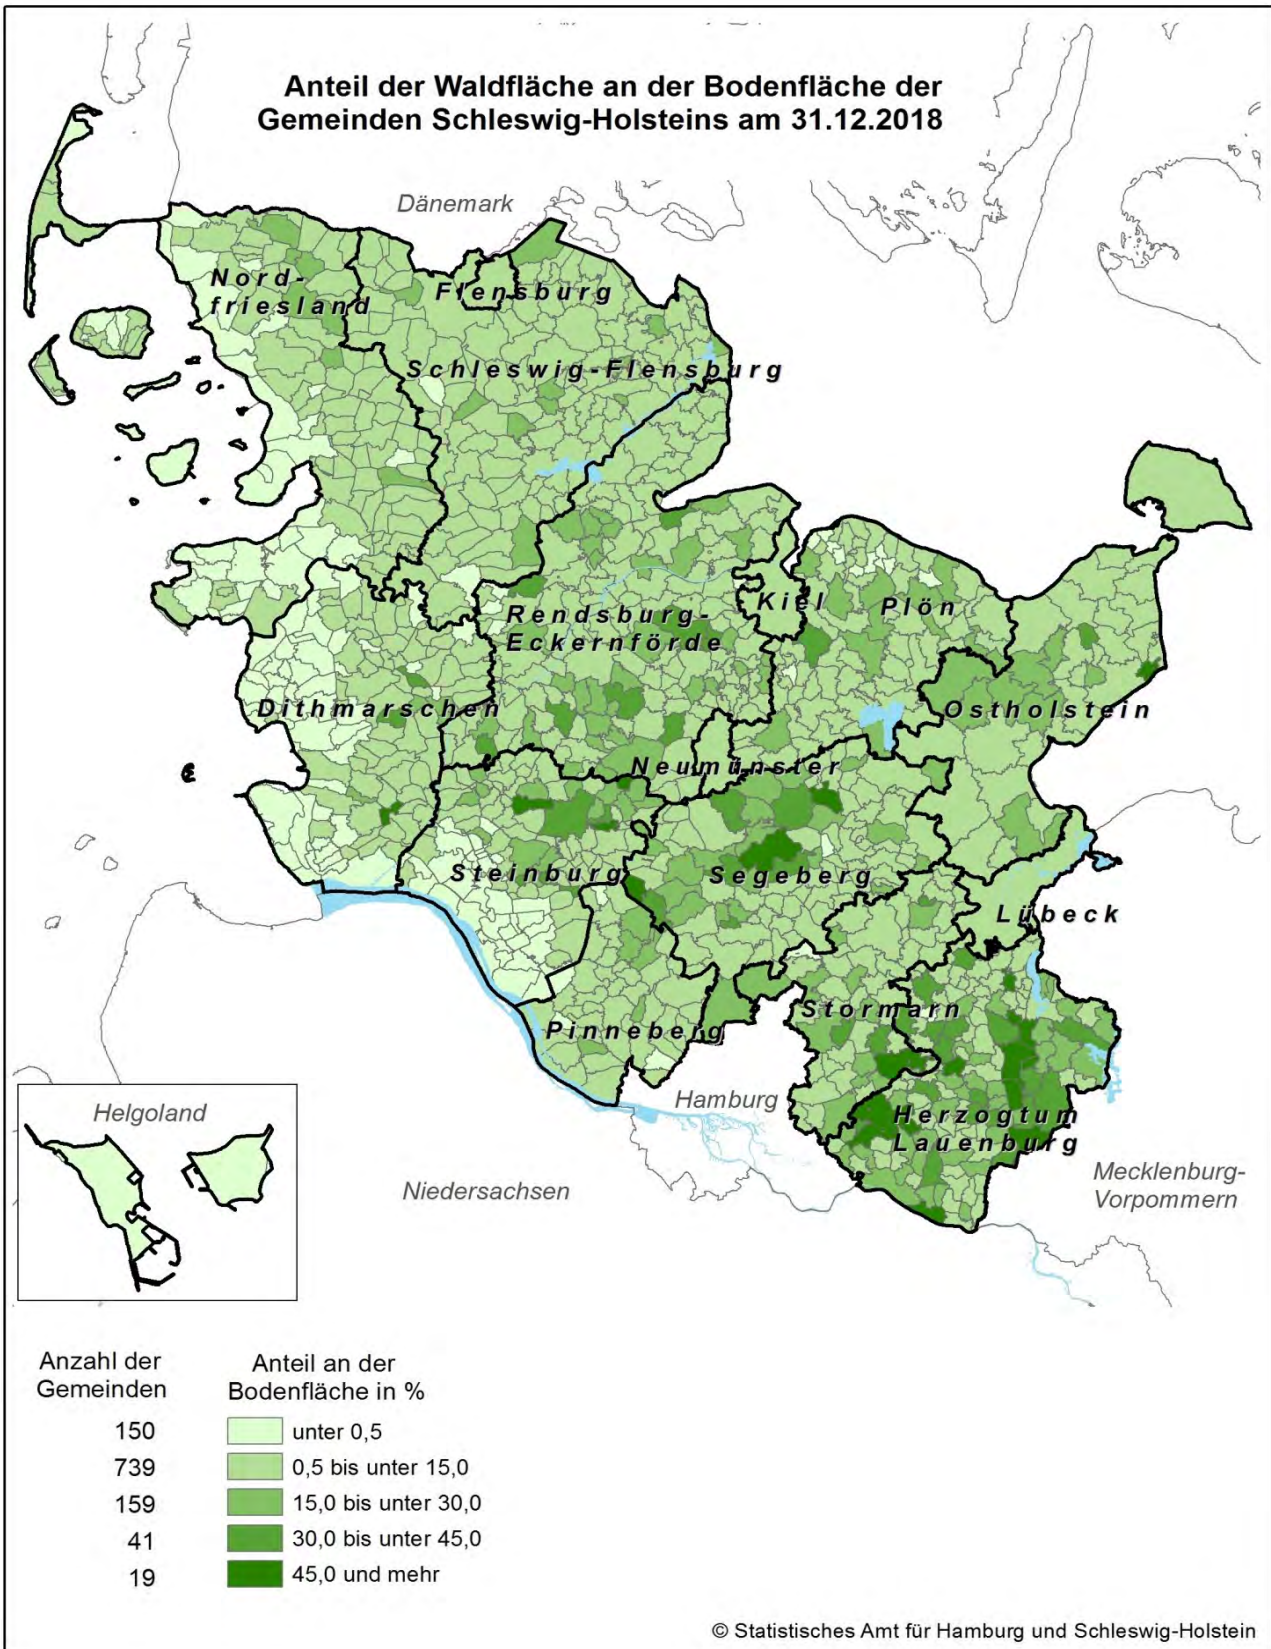 Anteil der Waldfläche an der Bodenfläche der
Gemeinden Schleswig-Holsteins am 31.12.2018
Dänemark
Nord-
friesland
Flensburg
Schleswig-Flensburg
Rendsburg-
Eckernförde
Kiel
Plön
Dithmarschen
Ostholstein
Neumünster
Steinburg
Segeberg
Lübeck
Pinneberg
Stormarn
Helgoland
Hamburg
Herzogtum
Lauenburg
Niedersachsen
Mecklenburg-
Vorpommern
Anzahl der
Gemeinden
Anteil an der
Bodenfläche in %
150 unter 0,5
739 0,5 bis unter 15,0
159 15,0 bis unter 30,0
41 30,0 bis unter 45,0
19 45,0 und mehr
© Statistisches Amt für Hamburg und Schleswig-Holstein